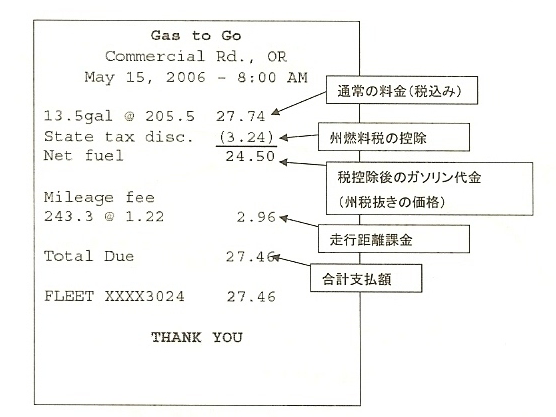 Gas to Go
Commercial Rd., OR
May 15, 2006 - 8:00 AM
13.5gal @ 205.5 27.74
通常の料金（税込み）
State tax disc. (3.24)
州燃料税の控除
Net fuel 24.50
税控除後のガソリン代金
（州税抜きの価格）
Mileage fee
243.3 @ 1.22 2.96
走行距離課金
Total Due 27.46
合計支払額
FLEET XXXX3024 27.46
THANK YOU